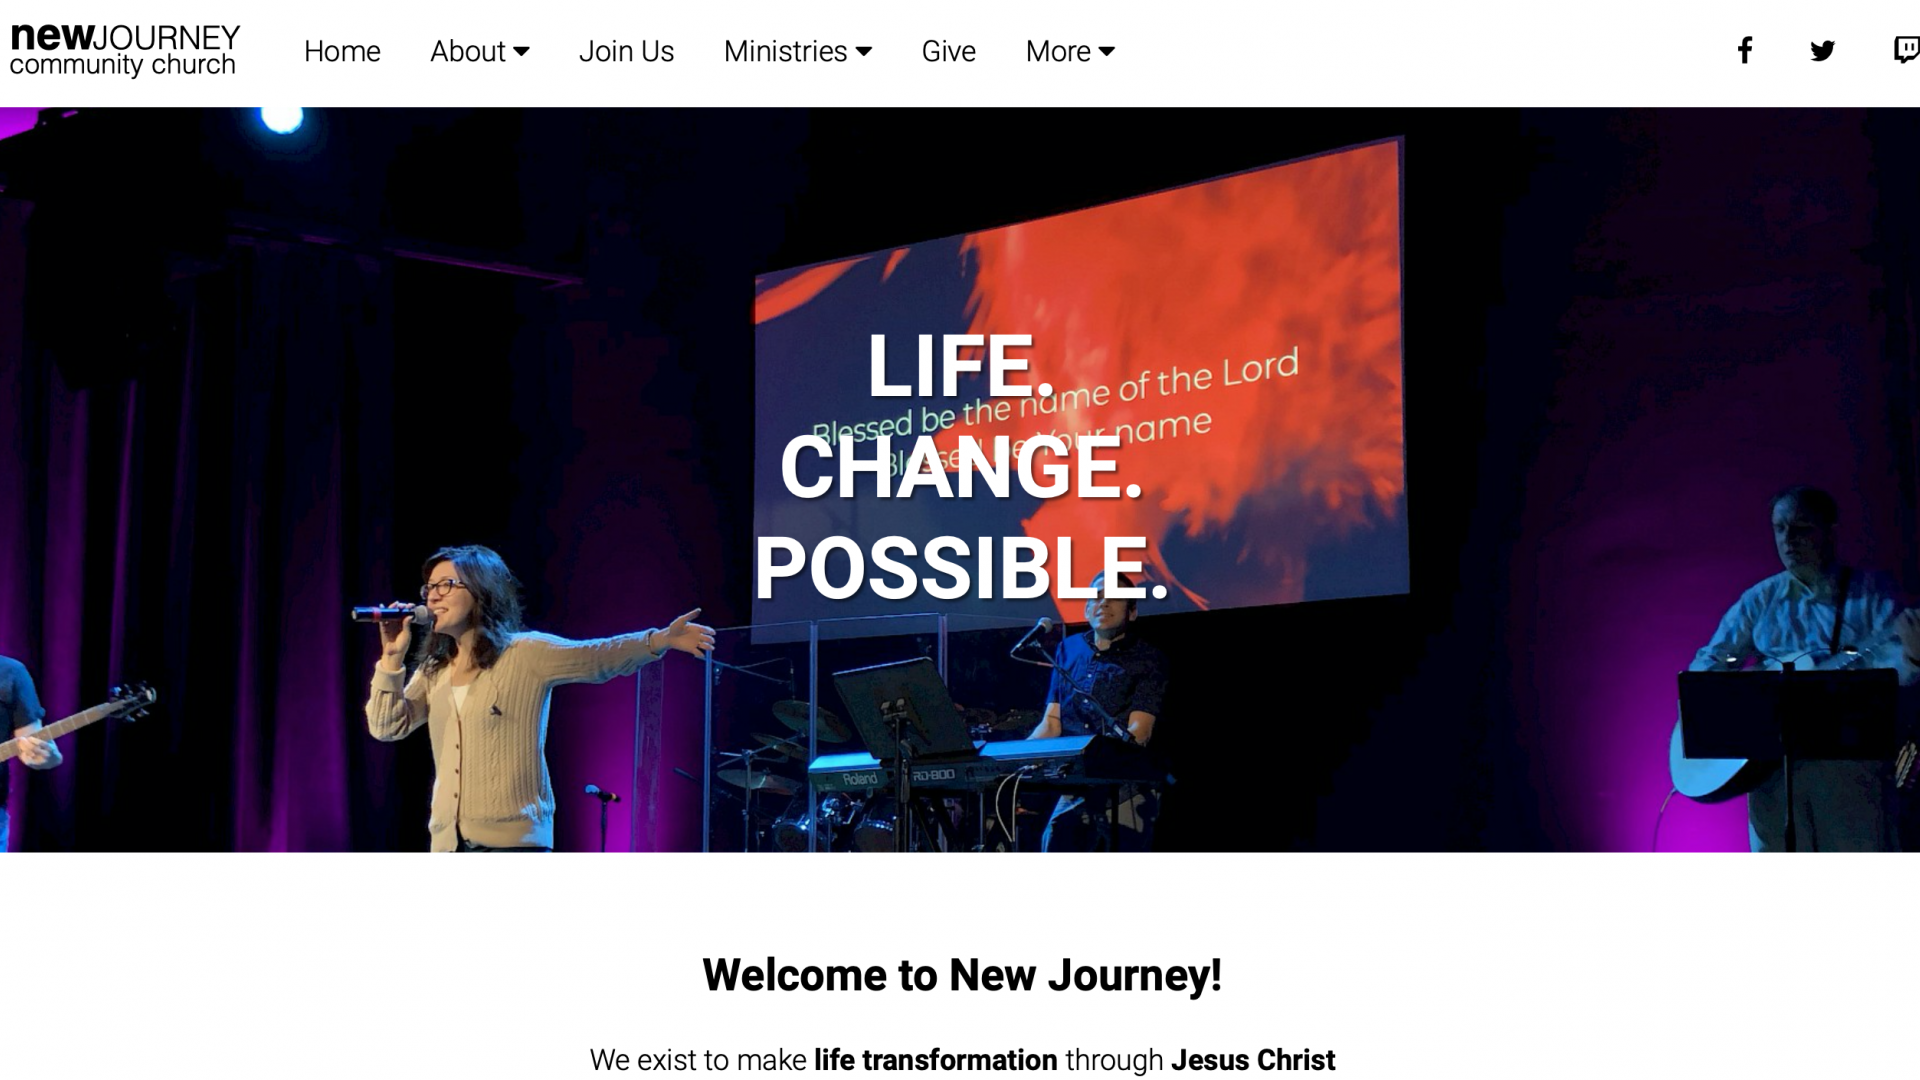 newJOURNEY
community church
Home
About
Join Us
Ministries
Give
More
LIFE.
CHANGE.
POSSIBLE.
Blessed be the name of the Lord
Blessed be Your name
Roland
RD-800
Welcome to New Journey!
We exist to make life transformation through Jesus Christ